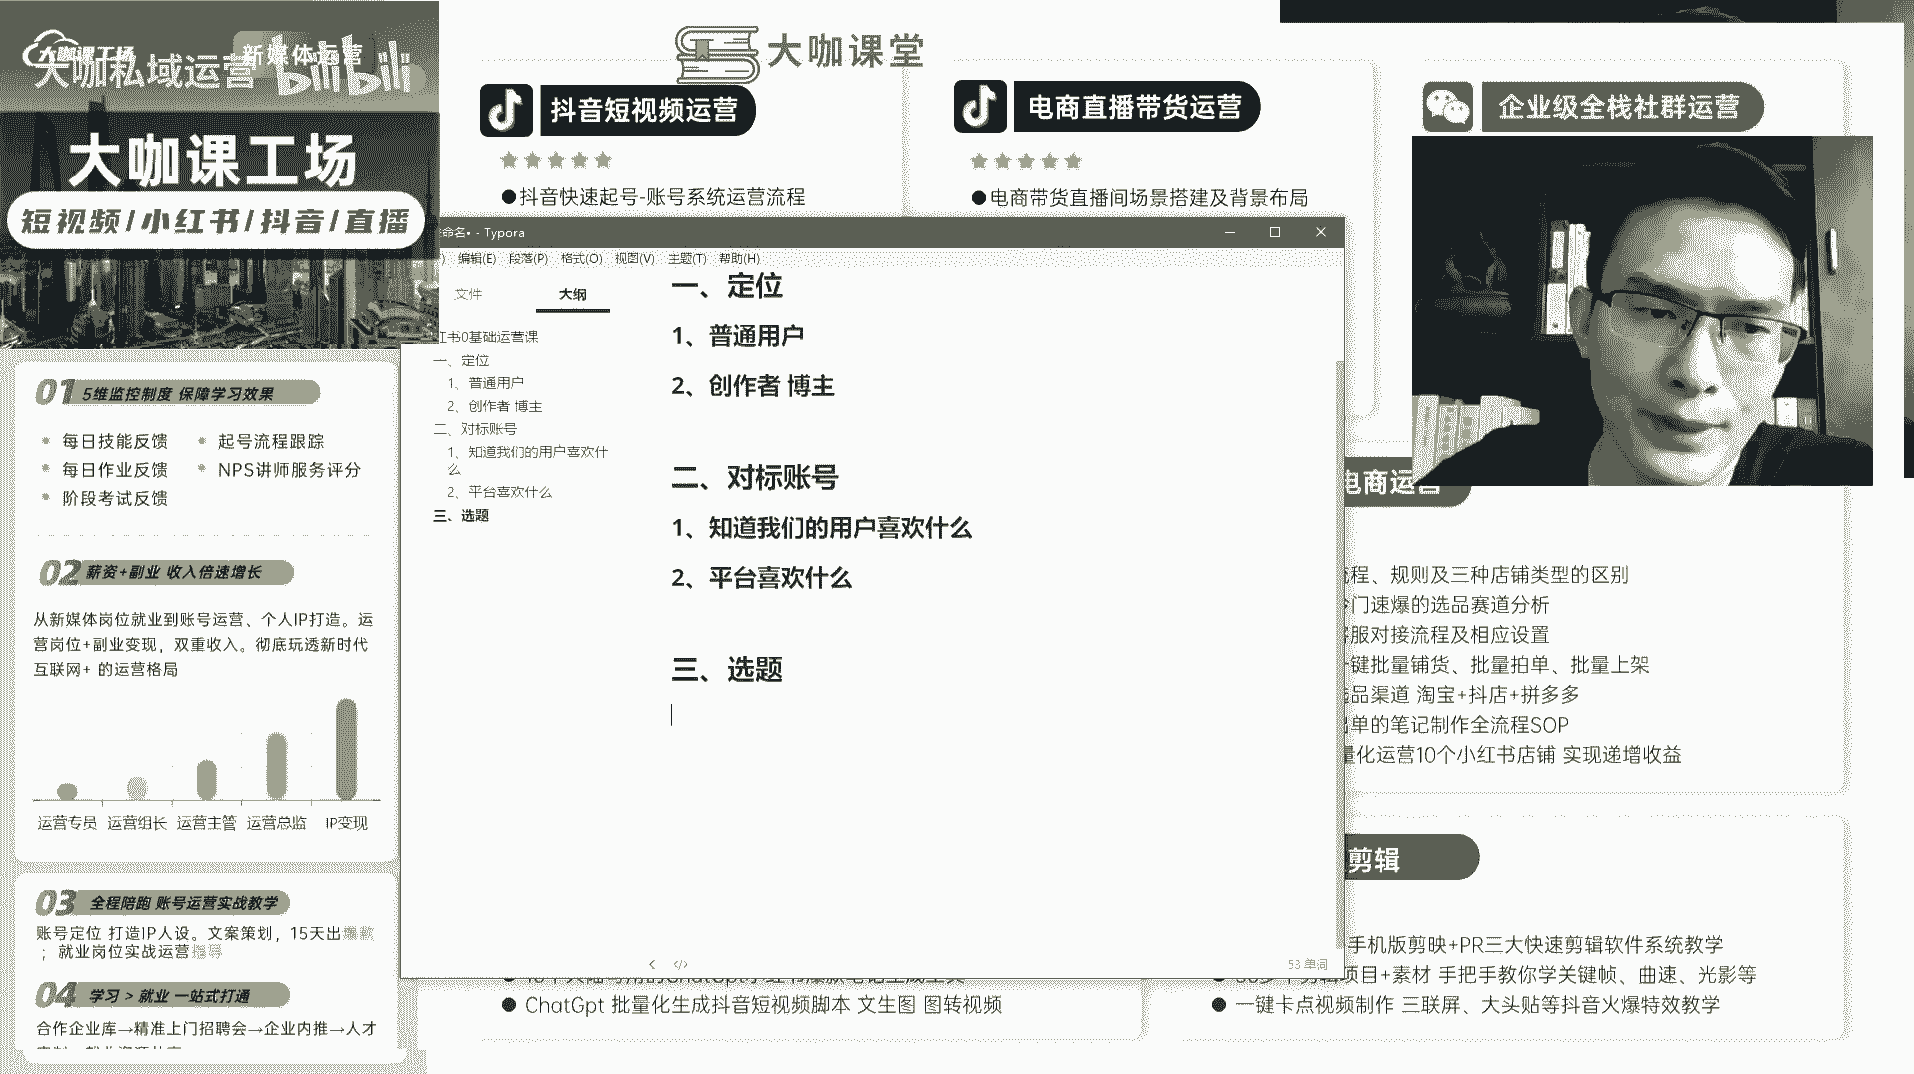 大咖课工场
大咖私域运营
新媒体运营
bilibili
大咖课工场
短视频/小红书/抖音/直播
01 5维监控制度 保障学习效果
每日技能反馈
起号流程跟踪
每日作业反馈
NPS讲师服务评分
阶段考试反馈
02 薪资+副业 收入倍速增长
从新媒体岗位就业到账号运营、个人IP打造。运
营岗位+副业变现，双重收入。彻底玩透新时代
互联网+ 的运营格局
运营专员 运营组长 运营主管 运营总监 IP变现
03 全程陪跑 账号运营实战教学
账号定位 打造IP人设。文案策划，15天出爆款
；就业岗位实战运营指导
04 学习 > 就业 一站式打通
合作企业库→精准上门招聘会→企业内推→人才
大咖课堂
抖音短视频运营
●抖音快速起号-账号系统运营流程
电商直播带货运营
●电商带货直播间场景搭建及背景布局
企业级全栈社群运营
命名• - Typora
编辑(E) 段落(P) 格式(O) 视图(V) 主题(T) 帮助(H)
文件 大纲
书0基础运营课
一、定位
1、普通用户
2、创作者 博主
二、对标账号
1、知道我们的用户喜欢什
么
2、平台喜欢什么
三、选题
一、定位
1、普通用户
2、创作者 博主
二、对标账号
1、知道我们的用户喜欢什么
2、平台喜欢什么
三、选题
53 单词
电商运营
程、规则及三种店铺类型的区别
门速爆的选品赛道分析
客服对接流程及相应设置
一键批量铺货、批量拍单、批量上架
选品渠道 淘宝+抖店+拼多多
出单的笔记制作全流程SOP
量化运营10个小红书店铺 实现递增收益
剪辑
手机版剪映+PR三大快速剪辑软件系统教学
项目+素材 手把手教你学关键帧、曲速、光影等
● 一键卡点视频制作 三联屏、大头贴等抖音火爆特效教学
● ChatGpt 批量化生成抖音短视频脚本 文生图 图转视频